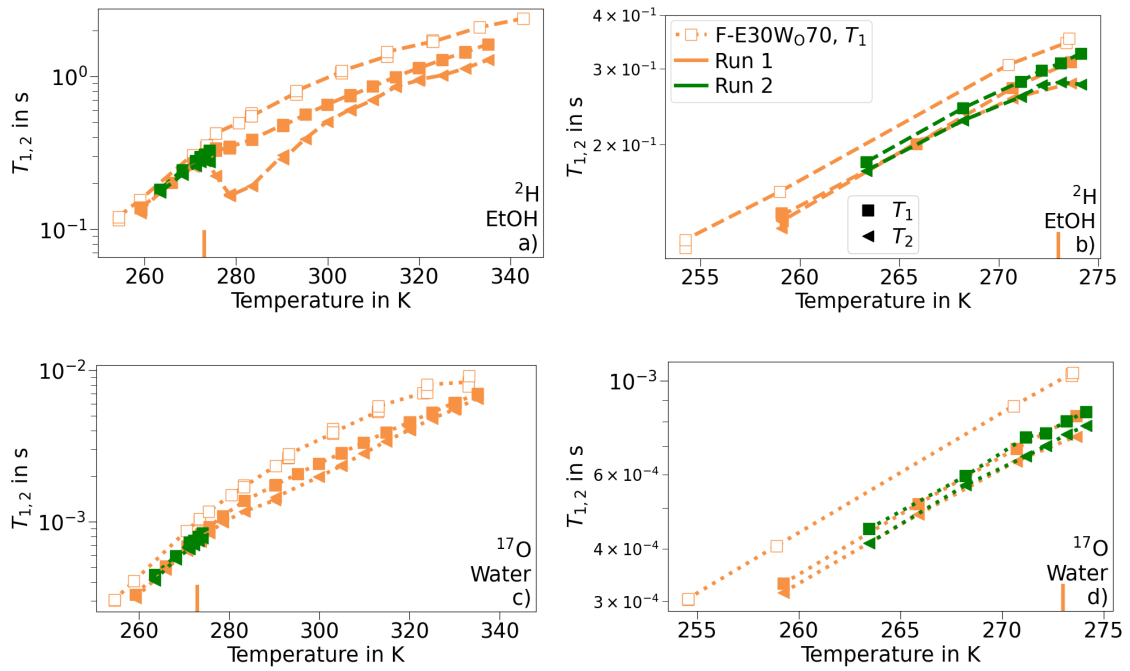 T₁,₂ in s
10⁰
10⁻¹
260 280 300 320 340
Temperature in K
²H
EtOH
a)
T₁,₂ in s
4 × 10⁻¹
3 × 10⁻¹
2 × 10⁻¹
255 260 265 270 275
Temperature in K
F-E30W_O70, T₁
Run 1
Run 2
T₁
T₂
²H
EtOH
b)
T₁,₂ in s
10⁻²
10⁻³
260 280 300 320 340
Temperature in K
¹⁷O
Water
c)
T₁,₂ in s
10⁻³
6 × 10⁻⁴
4 × 10⁻⁴
3 × 10⁻⁴
255 260 265 270 275
Temperature in K
¹⁷O
Water
d)